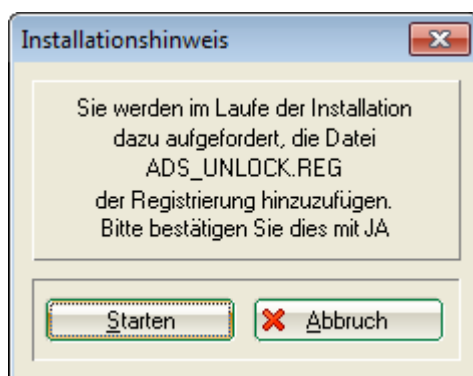 Installationshinweis
Sie werden im Laufe der Installation
dazu aufgefordert, die Datei
ADS_UNLOCK.REG
der Registrierung hinzuzufügen.
Bitte bestätigen Sie dies mit JA
Starten
Abbruch